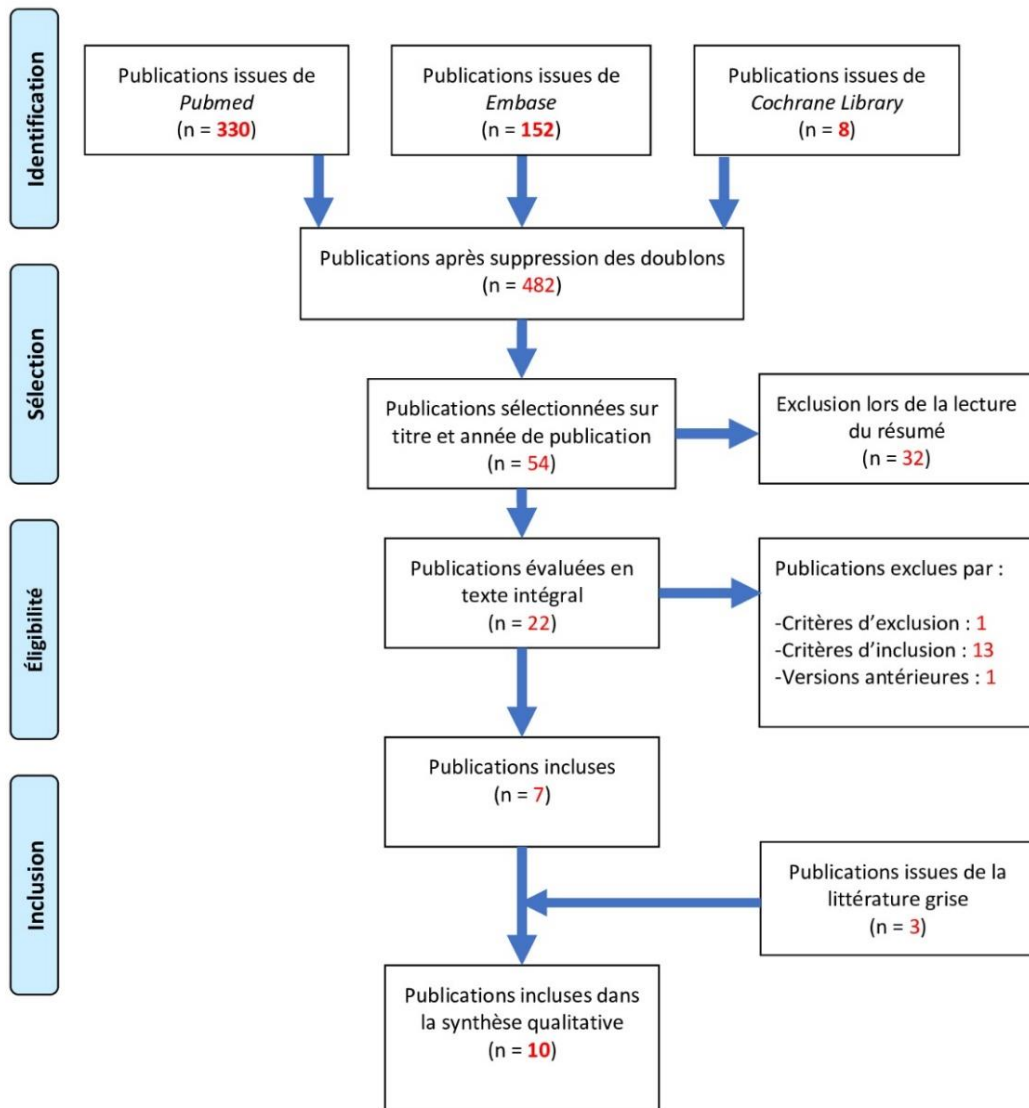 Identification
Publications issues de
Pubmed
(n = 330)
Publications issues de
Embase
(n = 152)
Publications issues de
Cochrane Library
(n = 8)
Publications après suppression des doublons
(n = 482)
Sélection
Publications sélectionnées sur
titre et année de publication
(n = 54)
Exclusion lors de la lecture
du résumé
(n = 32)
Éligibilité
Publications évaluées en
texte intégral
(n = 22)
Publications exclues par :
-Critères d’exclusion : 1
-Critères d’inclusion : 13
-Versions antérieures : 1
Publications incluses
(n = 7)
Inclusion
Publications issues de la
littérature grise
(n = 3)
Publications incluses dans
la synthèse qualitative
(n = 10)